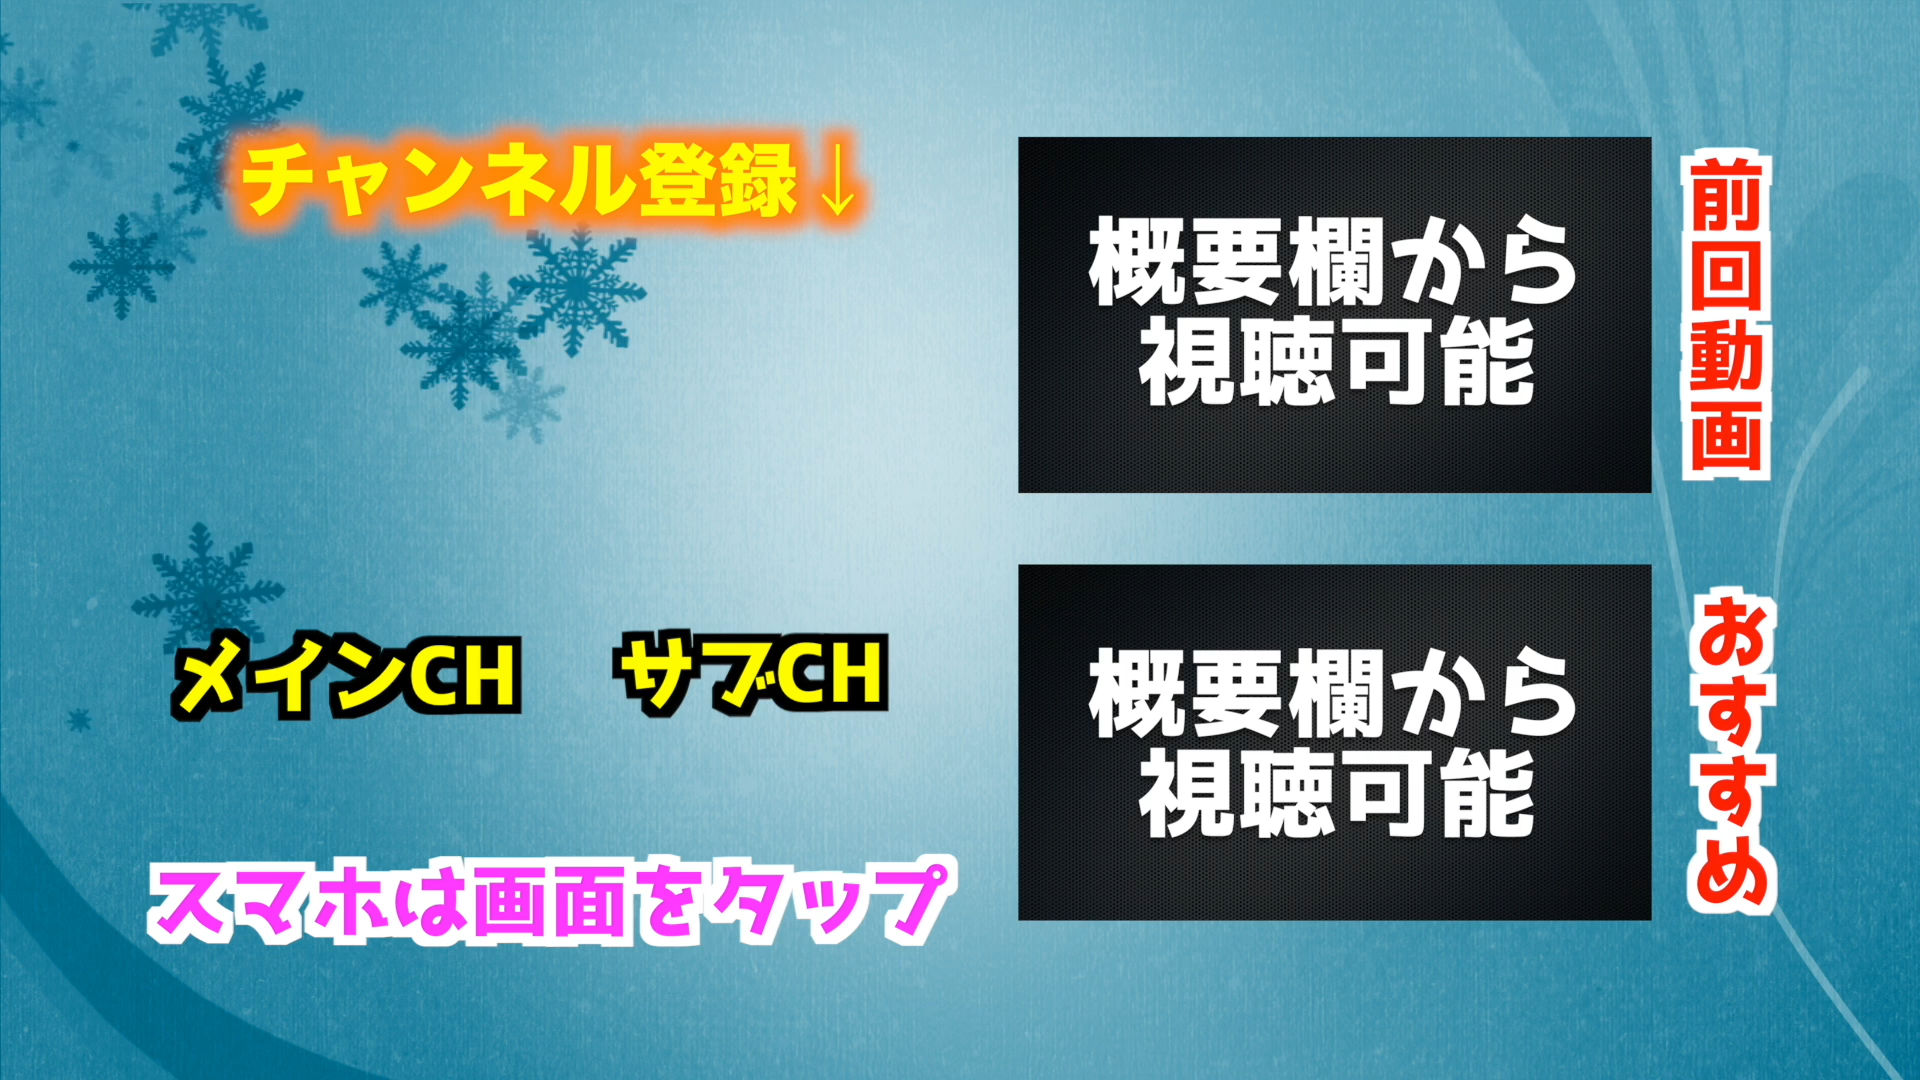 チャンネル登録↓
メインCH
サブCH
スマホは画面をタップ
概要欄から
視聴可能
前回動画
概要欄から
視聴可能
おすすめ